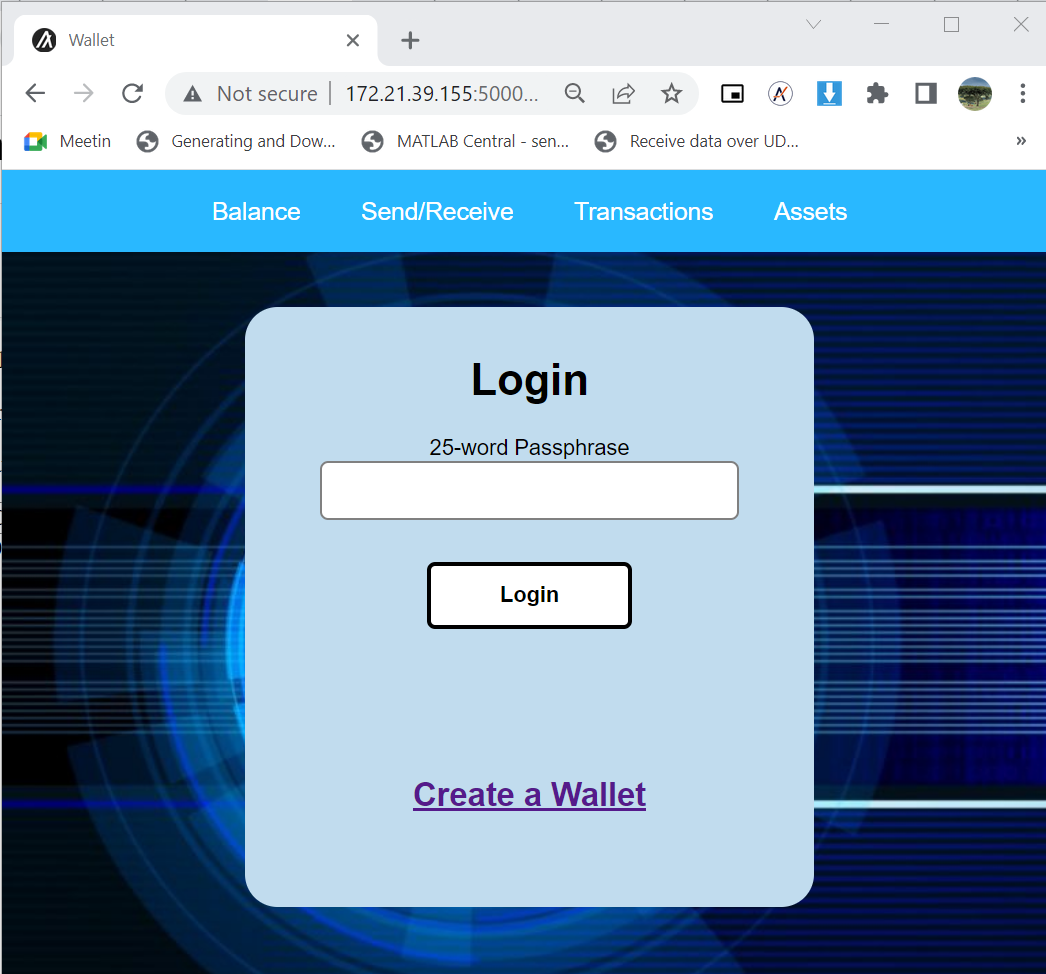 Wallet
Not secure | 172.21.39.155:5000...
Meetin Generating and Dow... MATLAB Central - sen... Receive data over UD... »
Balance Send/Receive Transactions Assets
Login
25-word Passphrase
Login
Create a Wallet